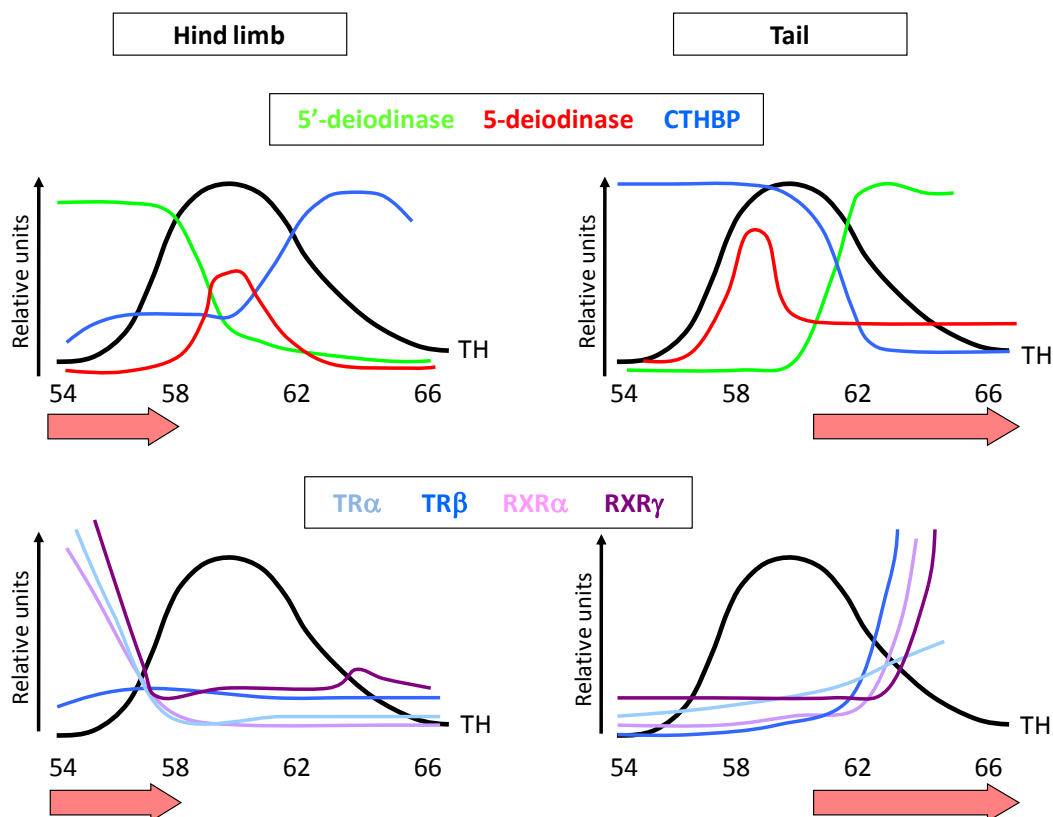 Hind limb
Tail
5’-deiodinase 5-deiodinase CTHBP
Relative units
TH
54 58 62 66
Relative units
TH
54 58 62 66
TRα TRβ RXRα RXRγ
Relative units
TH
54 58 62 66
Relative units
TH
54 58 62 66